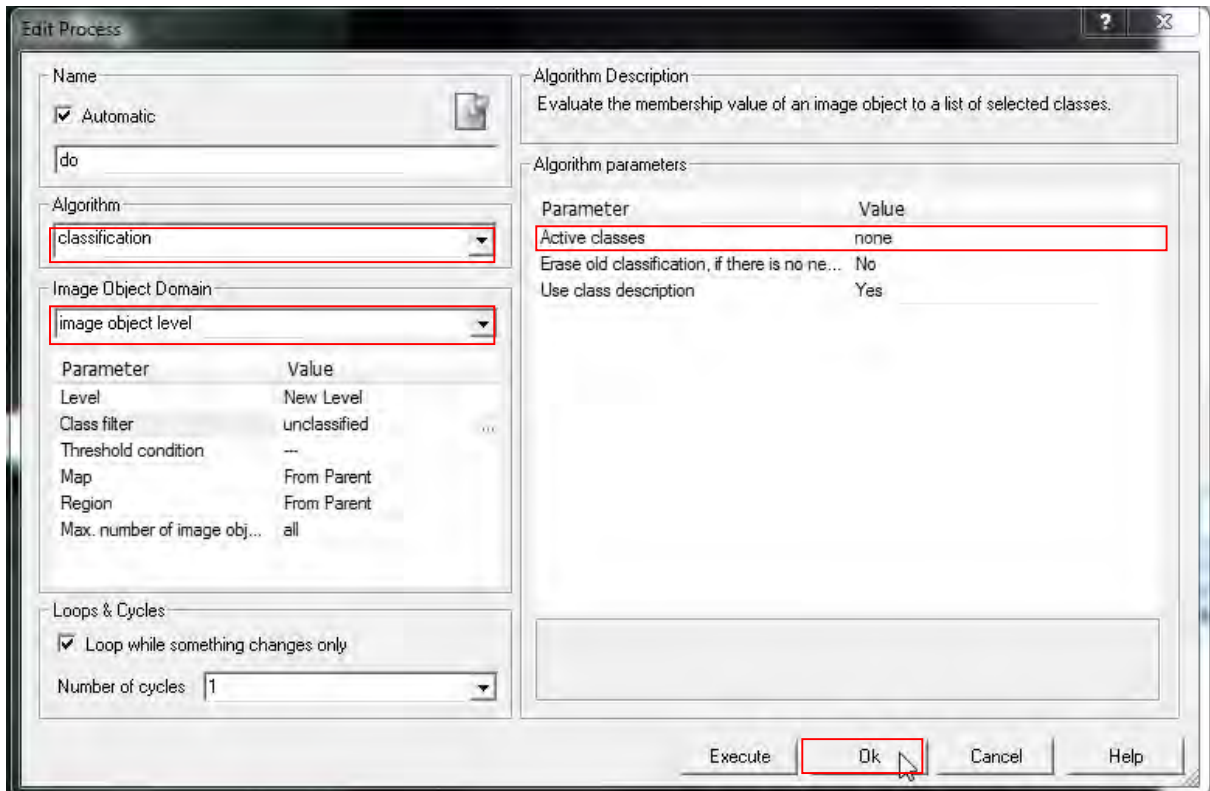 Edit Process
?
Name
Automatic
do
Algorithm
classification
Image Object Domain
image object level
Parameter Value
Level New Level
Class filter unclassified ...
Threshold condition ---
Map From Parent
Region From Parent
Max. number of image obj... all
Loops & Cycles
Loop while something changes only
Number of cycles 1
Algorithm Description
Evaluate the membership value of an image object to a list of selected classes.
Algorithm parameters
Parameter Value
Active classes none
Erase old classification, if there is no ne... No
Use class description Yes
Execute Ok Cancel Help